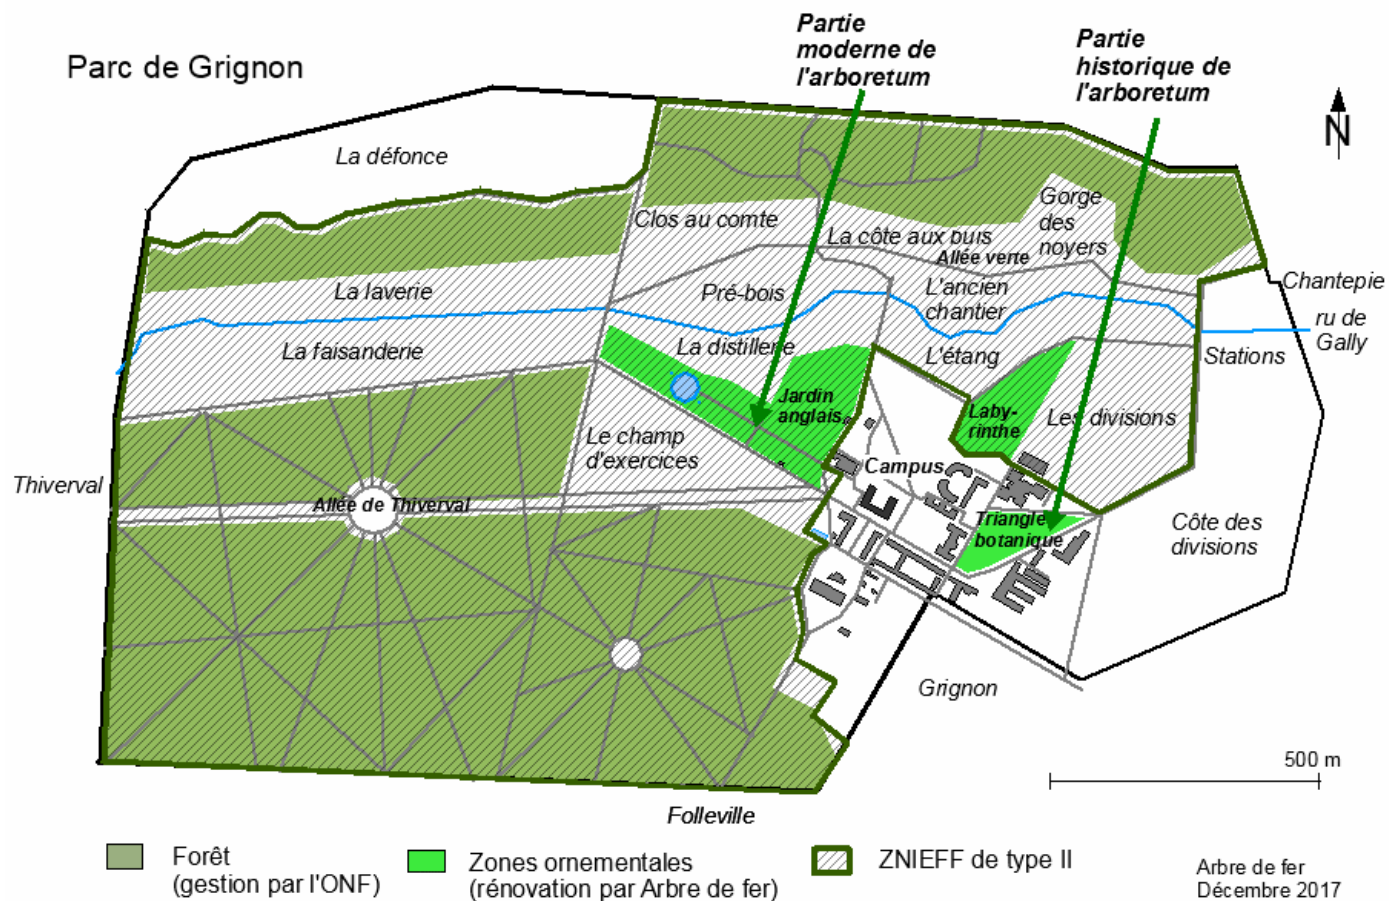 Parc de Grignon
Partie
moderne de
l'arboretum
Partie
historique de
l'arboretum
N
La défonce
Clos au comte
La côte aux buis
Allée verte
Gorge
des
noyers
Chantepie
La laverie
Pré-bois
L'ancien
chantier
ru de
Gally
La faisanderie
La distillerie
L'étang
Stations
Jardin
anglais
Laby-
rinthe
Les divisions
Le champ
d'exercices
Campus
Thiverval
Allée de Thiverval
Triangle
botanique
Côte des
divisions
Grignon
500 m
Folleville
Forêt
(gestion par l'ONF)
Zones ornementales
(rénovation par Arbre de fer)
ZNIEFF de type II
Arbre de fer
Décembre 2017